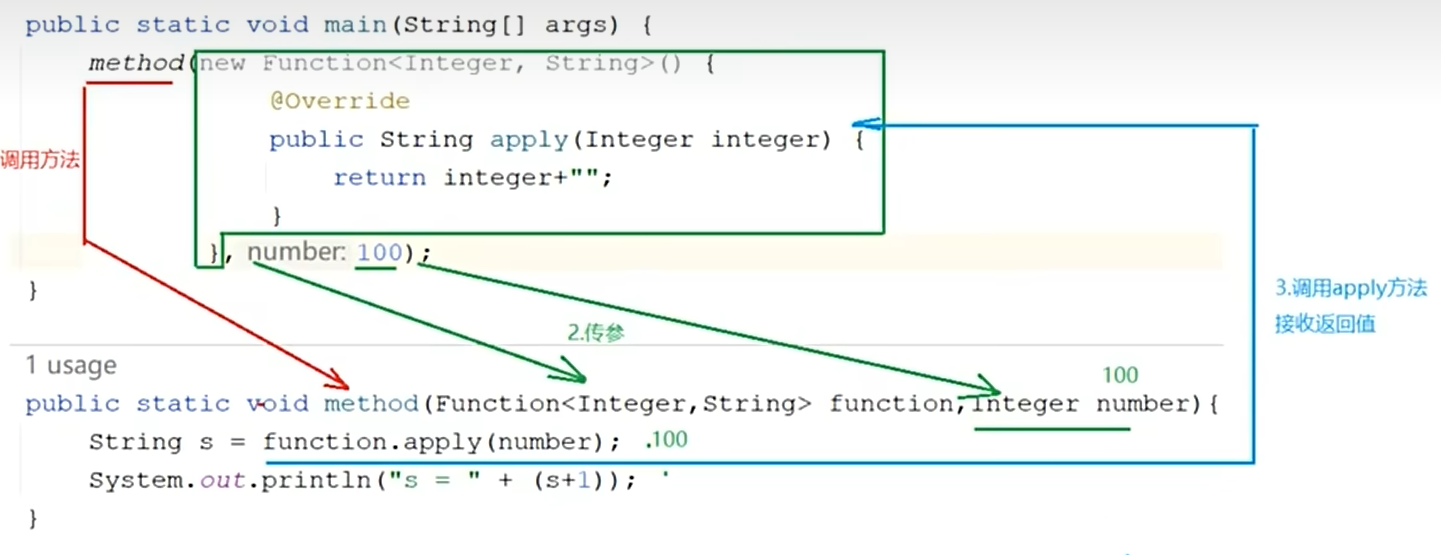 public static void main(String[] args) {
method(new Function<Integer, String>() {
@Override
public String apply(Integer integer) {
调用方法
return integer+"";
}
}, number: 100);
}
3.调用apply方法
接收返回值
2.传参
1 usage
100
public static void method(Function<Integer,String> function,Integer number){
String s = function.apply(number); .100
System.out.println("s = " + (s+1));
}